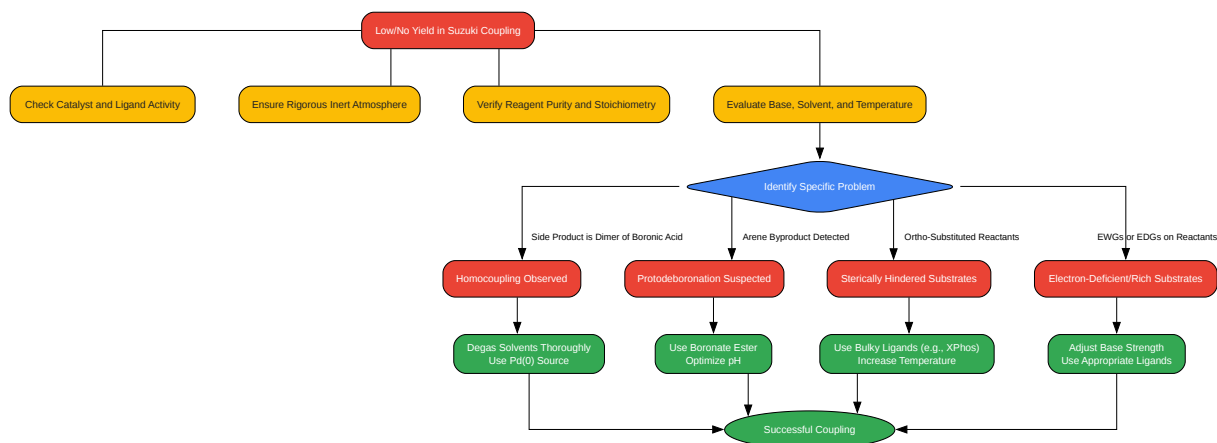 Low/No Yield in Suzuki Coupling
Check Catalyst and Ligand Activity
Ensure Rigorous Inert Atmosphere
Verify Reagent Purity and Stoichiometry
Evaluate Base, Solvent, and Temperature
Identify Specific Problem
Side Product is Dimer of Boronic Acid
Arene Byproduct Detected
Ortho-Substituted Reactants
EWGs or EDGs on Reactants
Homocoupling Observed
Protodeboronation Suspected
Sterically Hindered Substrates
Electron-Deficient/Rich Substrates
Degas Solvents Thoroughly
Use Pd(0) Source
Use Boronate Ester
Optimize pH
Use Bulky Ligands (e.g., XPhos)
Increase Temperature
Adjust Base Strength
Use Appropriate Ligands
Successful Coupling